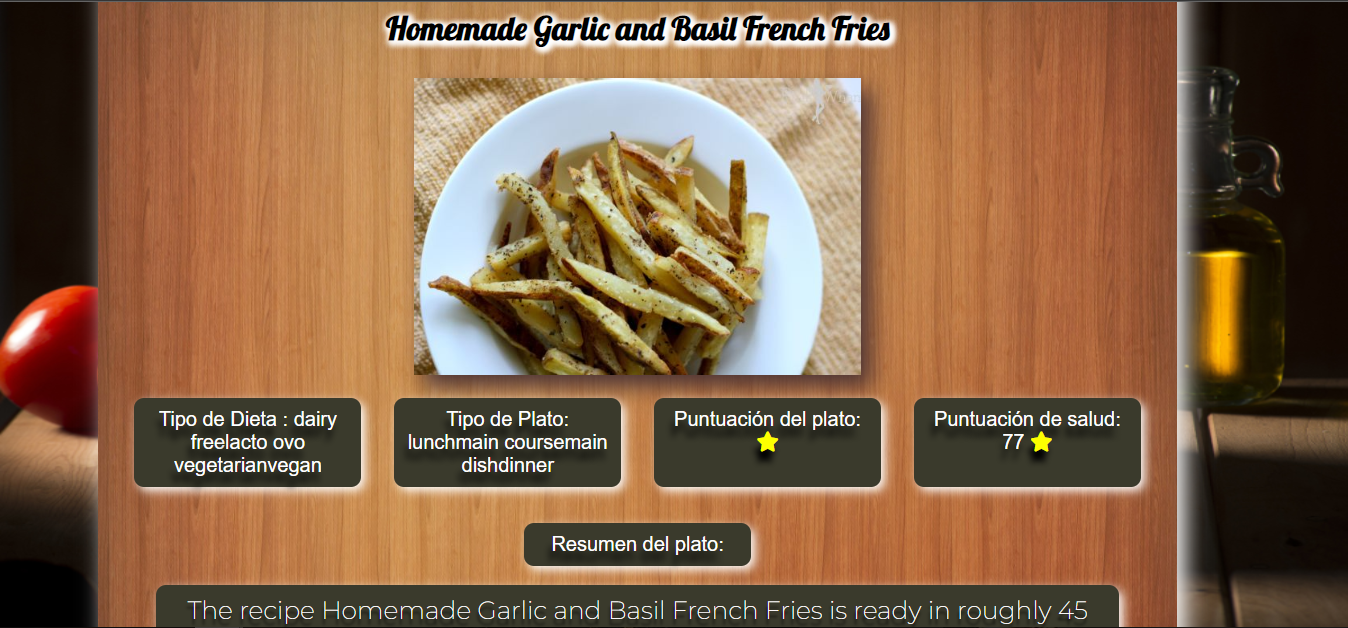 Homemade Garlic and Basil French Fries
Tipo de Dieta : dairy
freelacto ovo
vegetarianvegan
Tipo de Plato:
lunchmain coursemain
dishdinner
Puntuación del plato:
Puntuación de salud:
77
Resumen del plato:
The recipe Homemade Garlic and Basil French Fries is ready in roughly 45